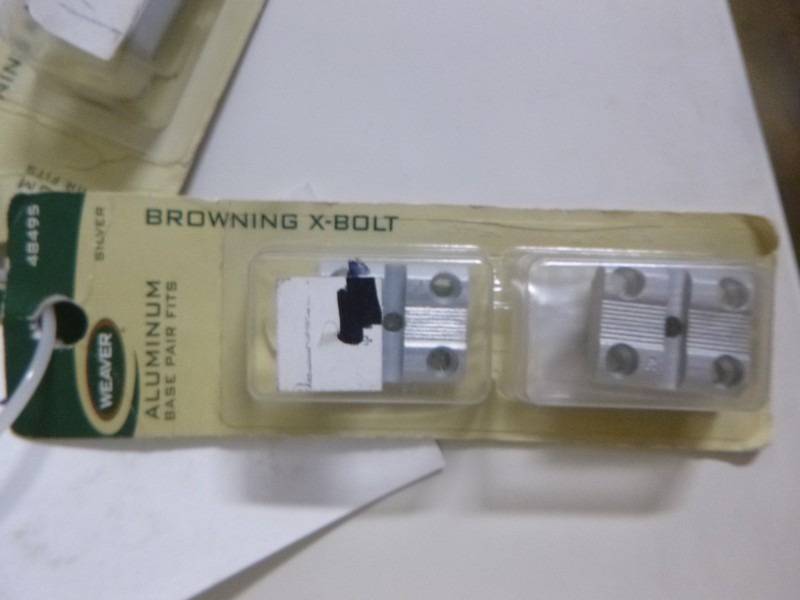 48495
SILVER
WEAVER
ALUMINUM
BASE PAIR FITS
BROWNING X-BOLT